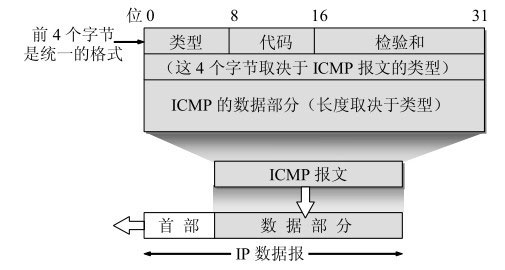 位 0 8 16 31
前 4 个字节
是统一的格式
类型 代码 检验和
（这 4 个字节取决于 ICMP 报文的类型）
ICMP 的数据部分（长度取决于类型）
ICMP 报文
首 部 数 据 部 分
IP 数据报